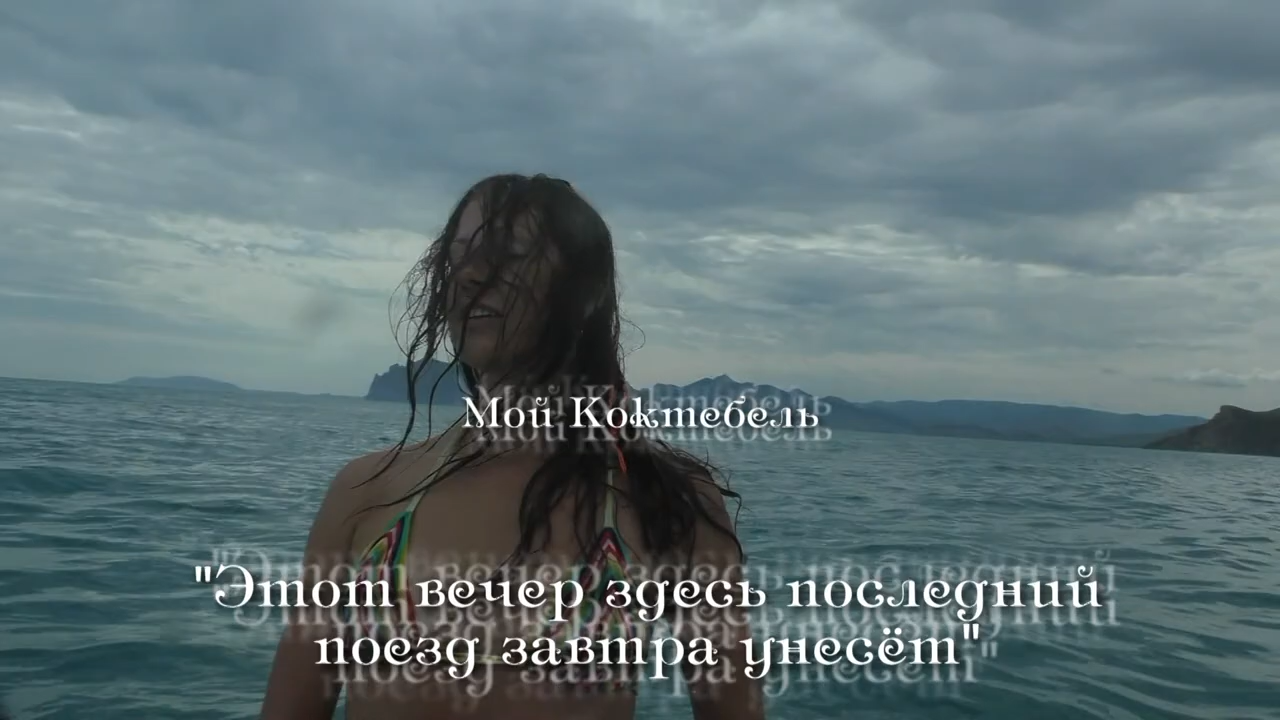 Мой Коктебель
"Этот вечер здесь последний
поезд завтра унесёт"